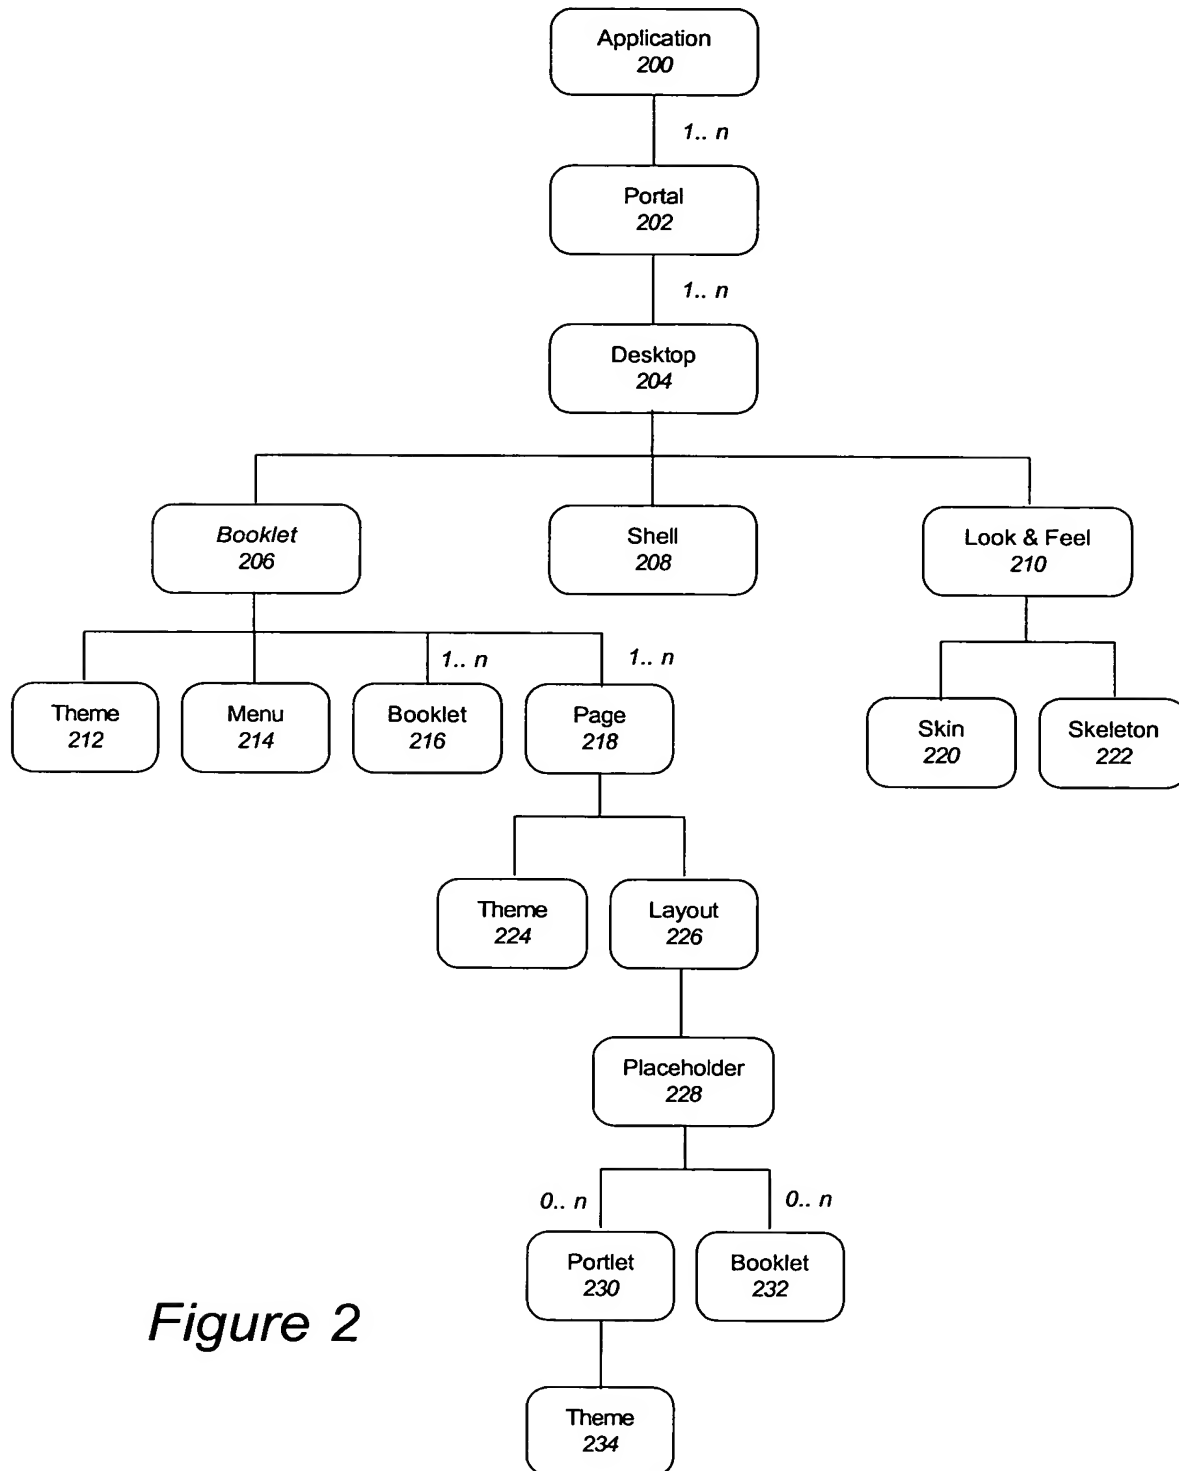 Application
200
1.. n
Portal
202
1.. n
Desktop
204
Booklet
206
Shell
208
Look & Feel
210
1.. n
1.. n
Theme
212
Menu
214
Booklet
216
Page
218
Skin
220
Skeleton
222
Theme
224
Layout
226
Placeholder
228
0.. n
0.. n
Portlet
230
Booklet
232
Figure 2
Theme
234